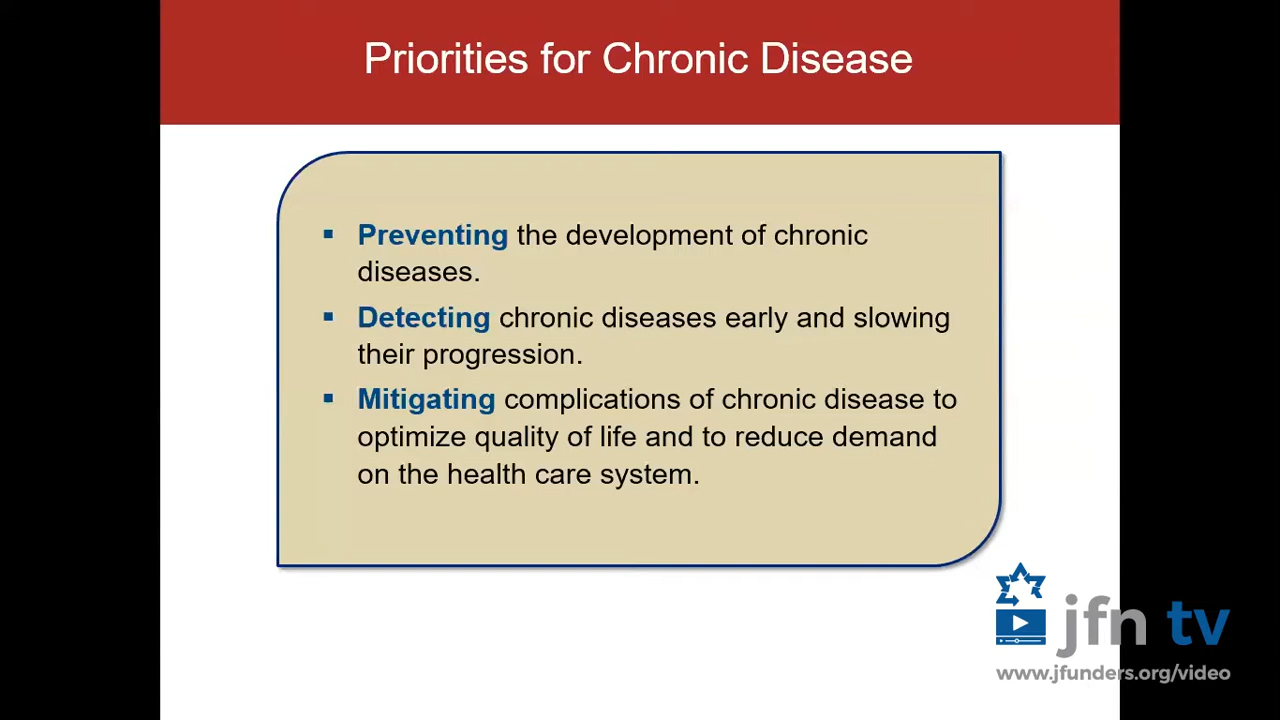 Priorities for Chronic Disease
▪ Preventing the development of chronic
diseases.
▪ Detecting chronic diseases early and slowing
their progression.
▪ Mitigating complications of chronic disease to
optimize quality of life and to reduce demand
on the health care system.
jfn tv
www.jfunders.org/video